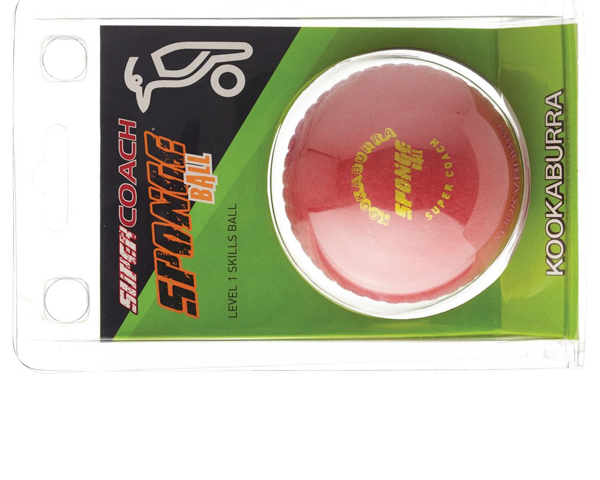 SUPER COACH
SPONGE
BALL
LEVEL 1 SKILLS BALL
KOOKABURRA
SPONGE
BALL
SUPER COACH
KOOKABURRA